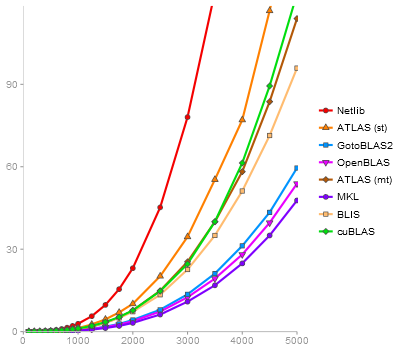 90
60
30
0
0
1000
2000
3000
4000
5000
Netlib
ATLAS (st)
GotoBLAS2
OpenBLAS
ATLAS (mt)
MKL
BLIS
cuBLAS